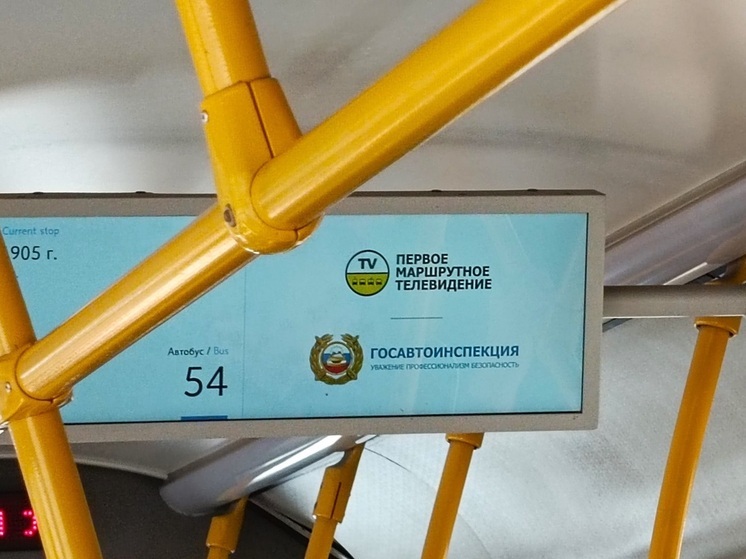 Current stop
905 г.
Автобус / Bus
54
TV
ПЕРВОЕ
МАРШРУТНОЕ
ТЕЛЕВИДЕНИЕ
ГОСАВТОИНСПЕКЦИЯ
УВАЖЕНИЕ ПРОФЕССИОНАЛИЗМ БЕЗОПАСНОСТЬ